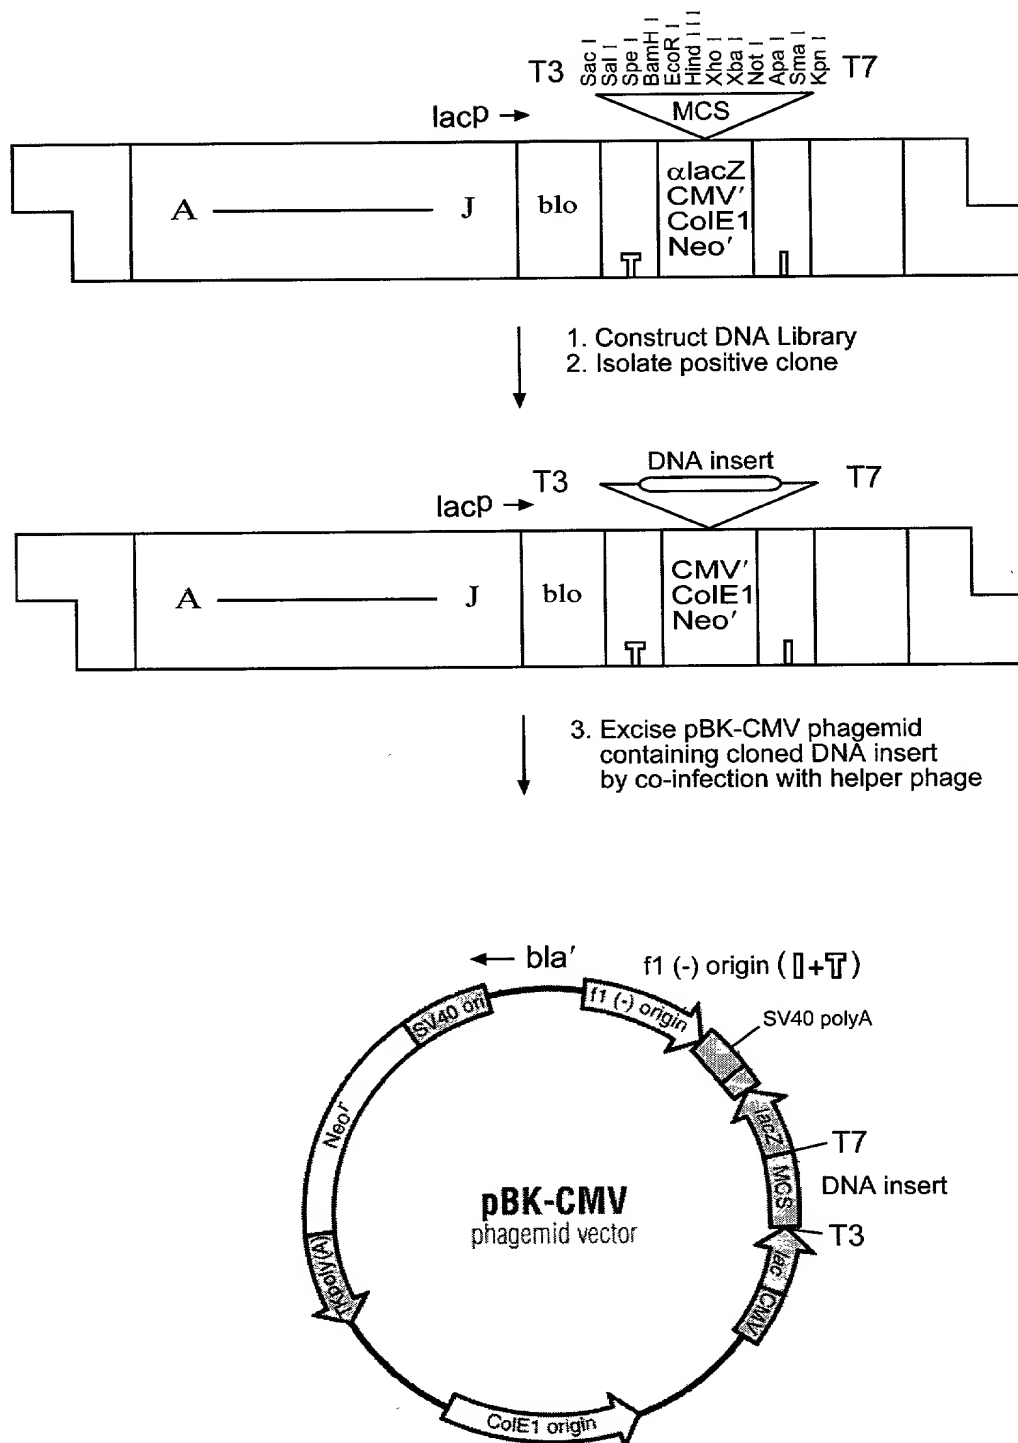 T3
Sac I
Sal I
Spe I
BamH I
EcoR I
Hind III
Xho I
Xba I
Not I
Apa I
Sma I
Kpn I
T7
lacp →
MCS
A
J
blo
αlacZ
CMV'
ColE1
Neo'
T
I
1. Construct DNA Library
2. Isolate positive clone
DNA insert
T3
T7
lacp →
A
J
blo
CMV'
ColE1
Neo'
T
I
3. Excise pBK-CMV phagemid
containing cloned DNA insert
by co-infection with helper phage
← bla'
f1 (-) origin (I+T)
SV40 ori
f1 (-) origin
SV40 polyA
Neor
lacZ
T7
MCS
DNA insert
pBK-CMV
phagemid vector
T3
lac
CMV
TKpoly(A)
ColE1 origin